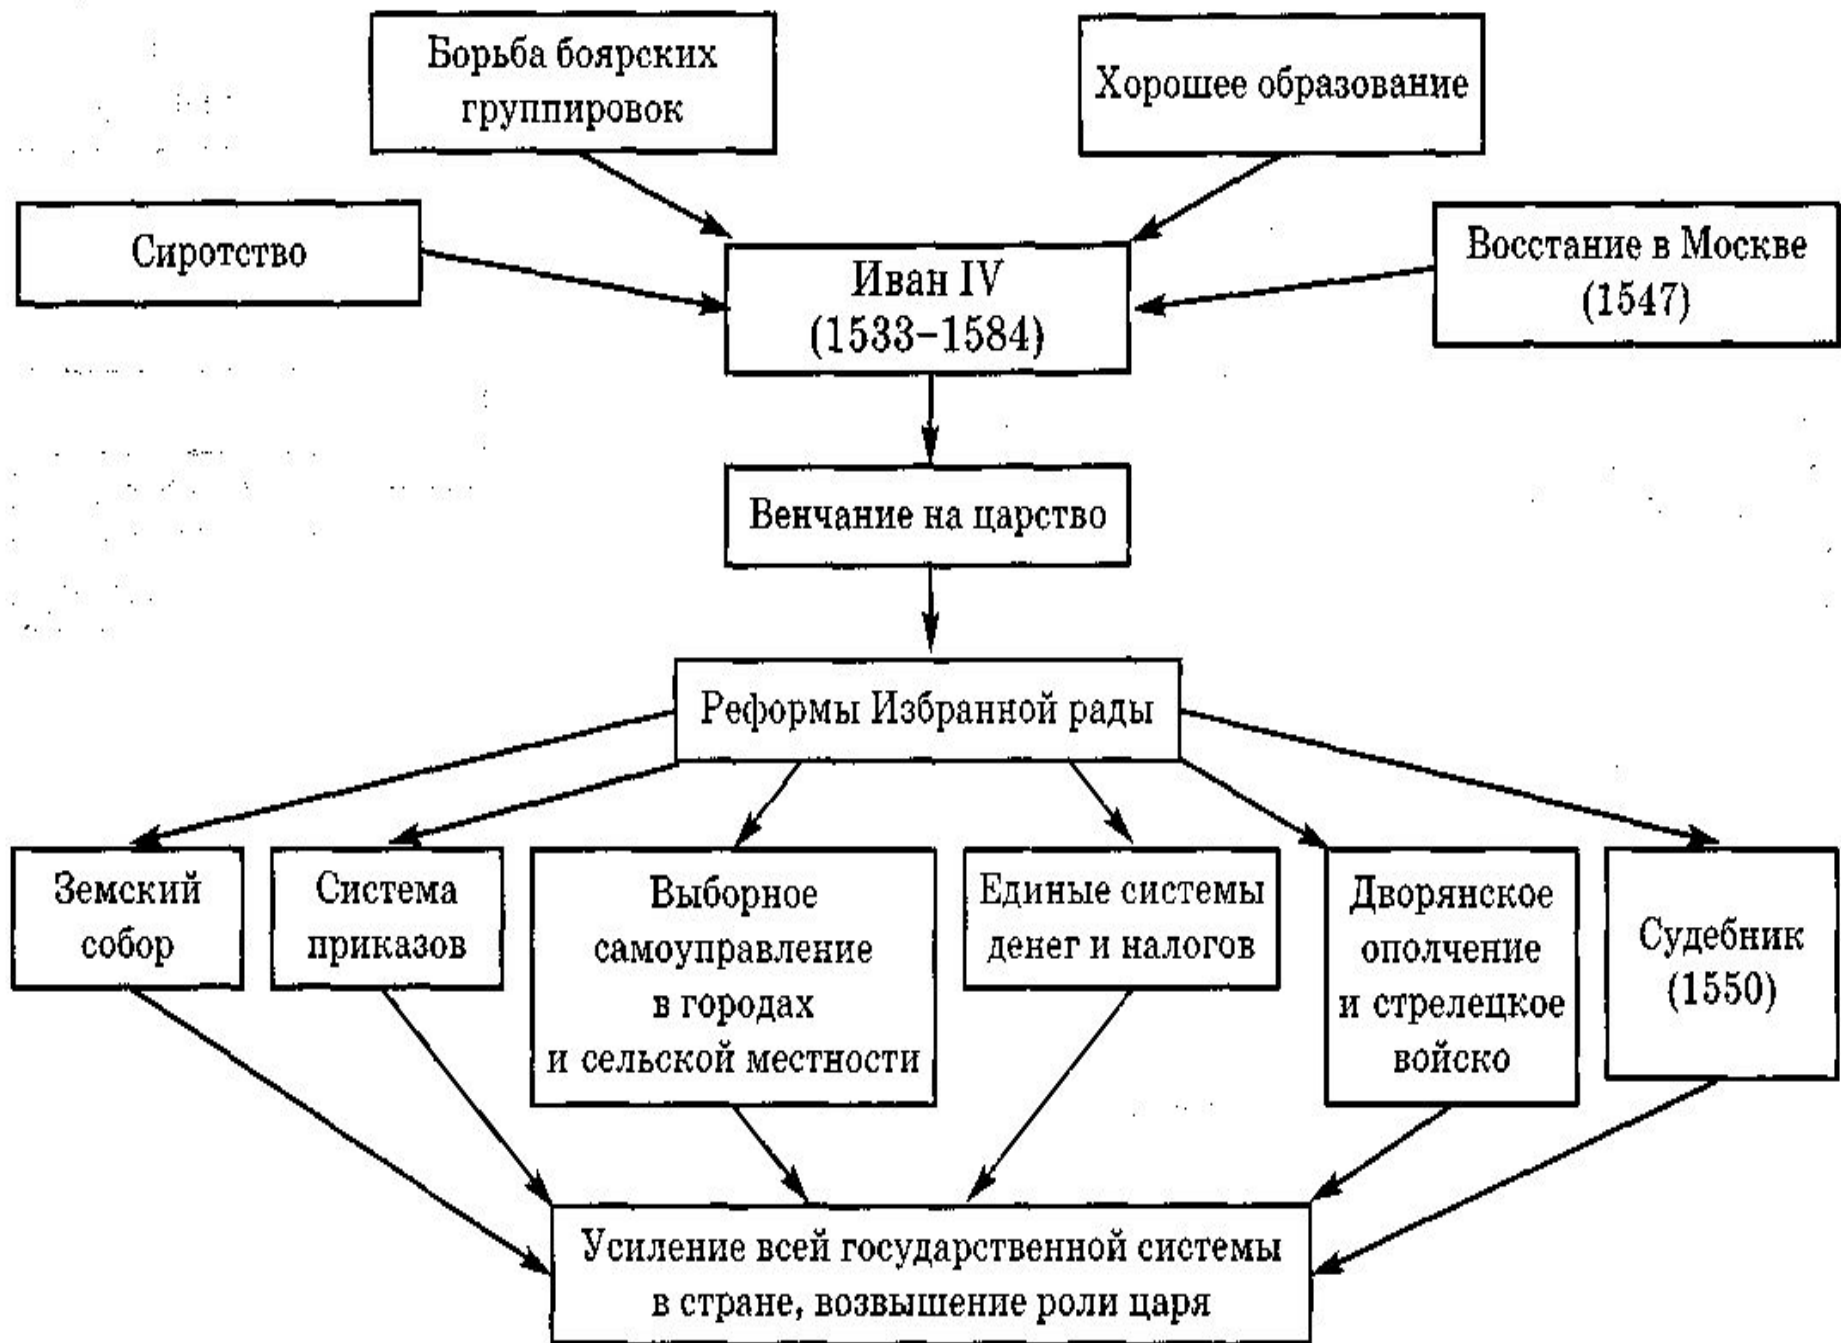 Борьба боярских
группировок
Хорошее образование
Сиротство
Иван IV
(1533–1584)
Восстание в Москве
(1547)
Венчание на царство
Реформы Избранной рады
Земский
собор
Система
приказов
Выборное
самоуправление
в городах
и сельской местности
Единые системы
денег и налогов
Дворянское
ополчение
и стрелецкое
войско
Судебник
(1550)
Усиление всей государственной системы
в стране, возвышение роли царя